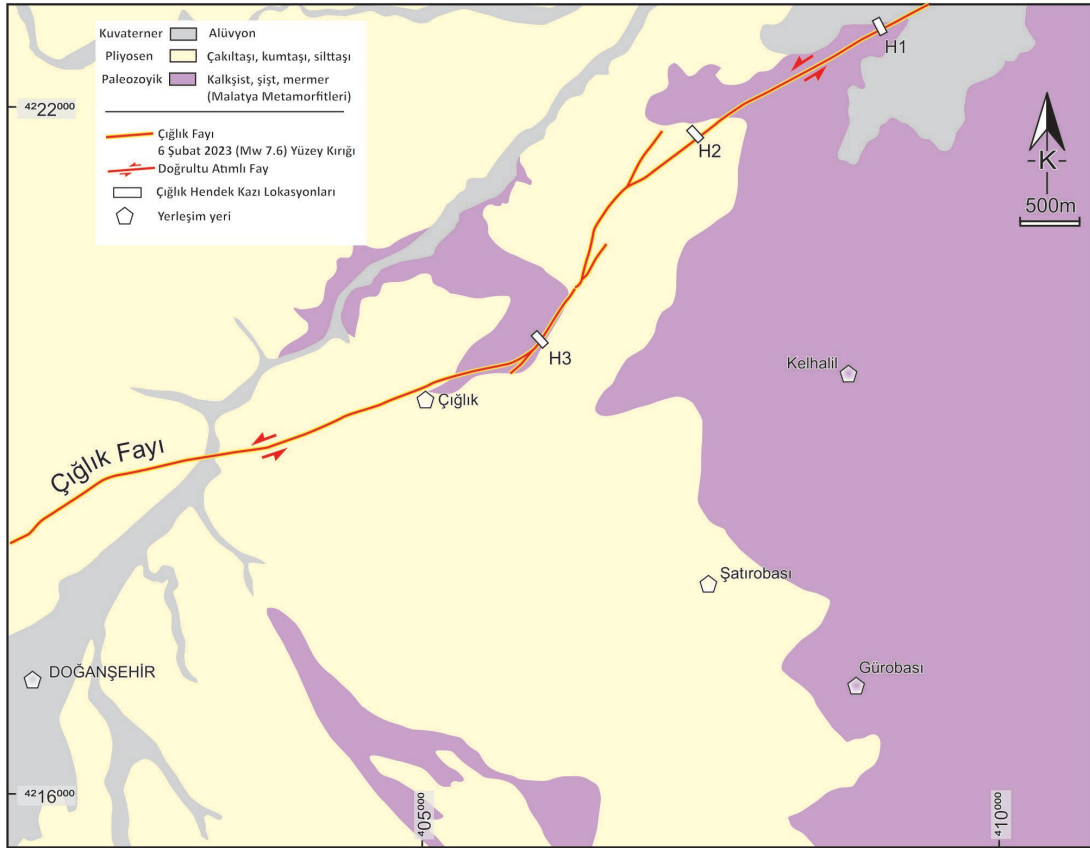 Kuvaterner Alüvyon
Pliyosen Çakıltaşı, kumtaşı, silttaşı
Paleozoyik Kalkşist, şist, mermer
(Malatya Metamorfitleri)
Çığlık Fayı
6 Şubat 2023 (Mw 7.6) Yüzey Kırığı
Doğrultu Atımlı Fay
Çığlık Hendek Kazı Lokasyonları
Yerleşim yeri
4222000
H1
H2
-K-
500m
H3
Kelhalil
Çığlık
Çığlık Fayı
Şatırobası
DOĞANŞEHİR
Gürobası
4216000
405000
410000